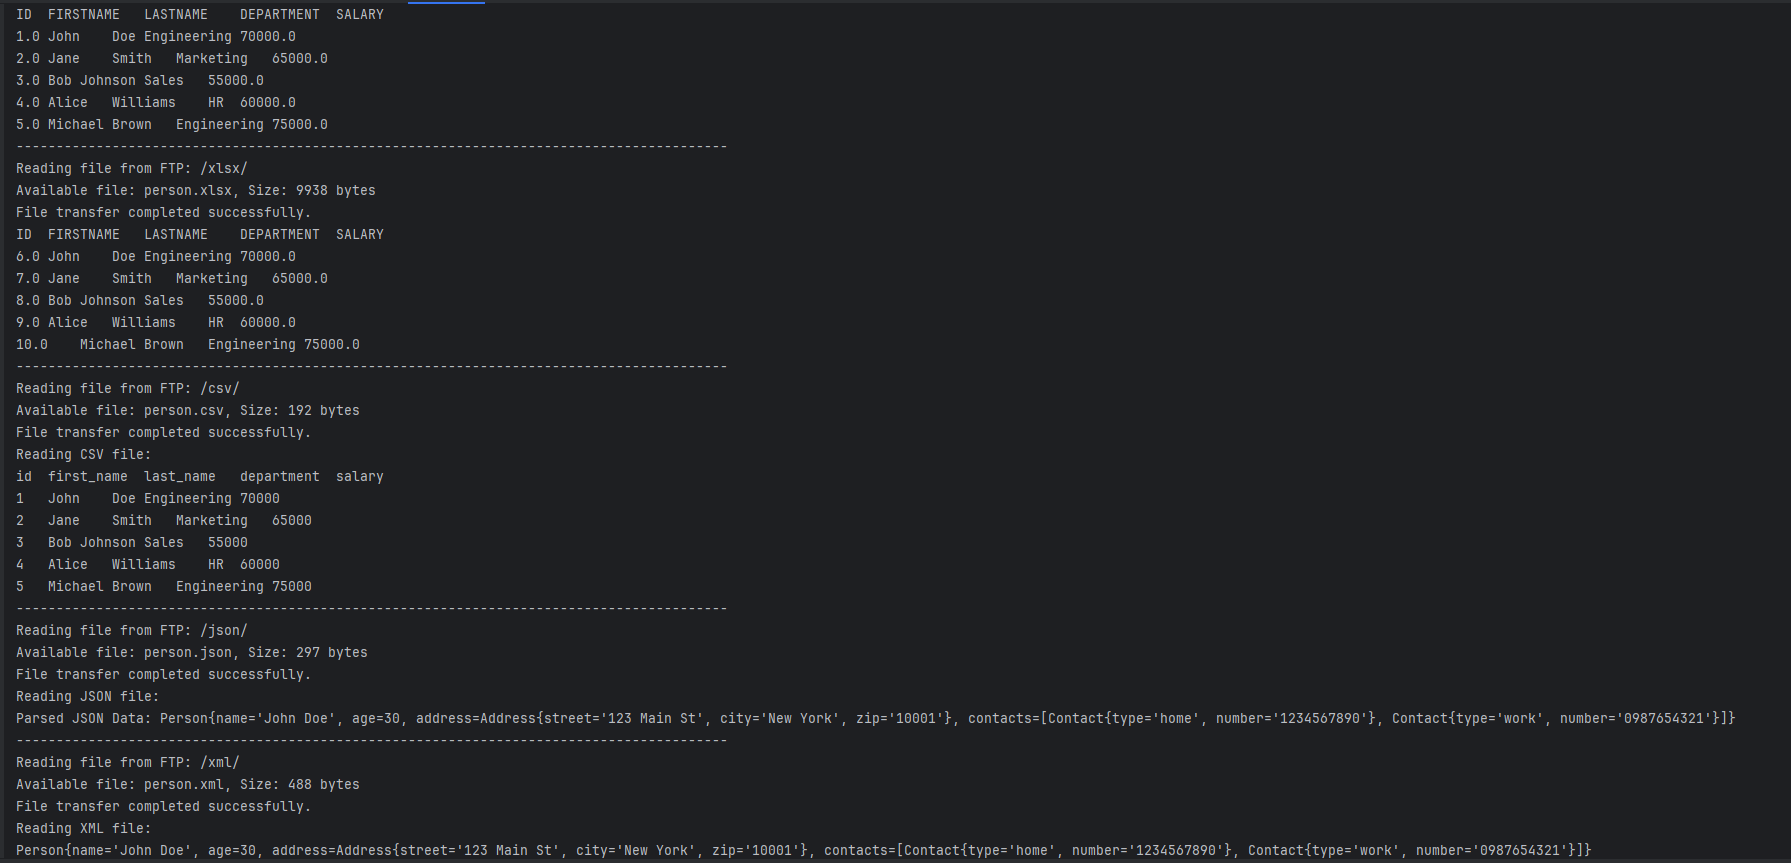 ID  FIRSTNAME   LASTNAME    DEPARTMENT  SALARY
1.0 John    Doe Engineering 70000.0
2.0 Jane    Smith   Marketing   65000.0
3.0 Bob Johnson Sales   55000.0
4.0 Alice   Williams    HR  60000.0
5.0 Michael Brown   Engineering 75000.0
-----------------------------------------------------------------------------------------
Reading file from FTP: /xlsx/
Available file: person.xlsx, Size: 9938 bytes
File transfer completed successfully.
ID  FIRSTNAME   LASTNAME    DEPARTMENT  SALARY
6.0 John    Doe Engineering 70000.0
7.0 Jane    Smith   Marketing   65000.0
8.0 Bob Johnson Sales   55000.0
9.0 Alice   Williams    HR  60000.0
10.0    Michael Brown   Engineering 75000.0
-----------------------------------------------------------------------------------------
Reading file from FTP: /csv/
Available file: person.csv, Size: 192 bytes
File transfer completed successfully.
Reading CSV file:
id  first_name  last_name   department  salary
1   John    Doe Engineering 70000
2   Jane    Smith   Marketing   65000
3   Bob Johnson Sales   55000
4   Alice   Williams    HR  60000
5   Michael Brown   Engineering 75000
-----------------------------------------------------------------------------------------
Reading file from FTP: /json/
Available file: person.json, Size: 297 bytes
File transfer completed successfully.
Reading JSON file:
Parsed JSON Data: Person{name='John Doe', age=30, address=Address{street='123 Main St', city='New York', zip='10001'}, contacts=[Contact{type='home', number='1234567890'}, Contact{type='work', number='0987654321'}]}
-----------------------------------------------------------------------------------------
Reading file from FTP: /xml/
Available file: person.xml, Size: 488 bytes
File transfer completed successfully.
Reading XML file:
Person{name='John Doe', age=30, address=Address{street='123 Main St', city='New York', zip='10001'}, contacts=[Contact{type='home', number='1234567890'}, Contact{type='work', number='0987654321'}]}